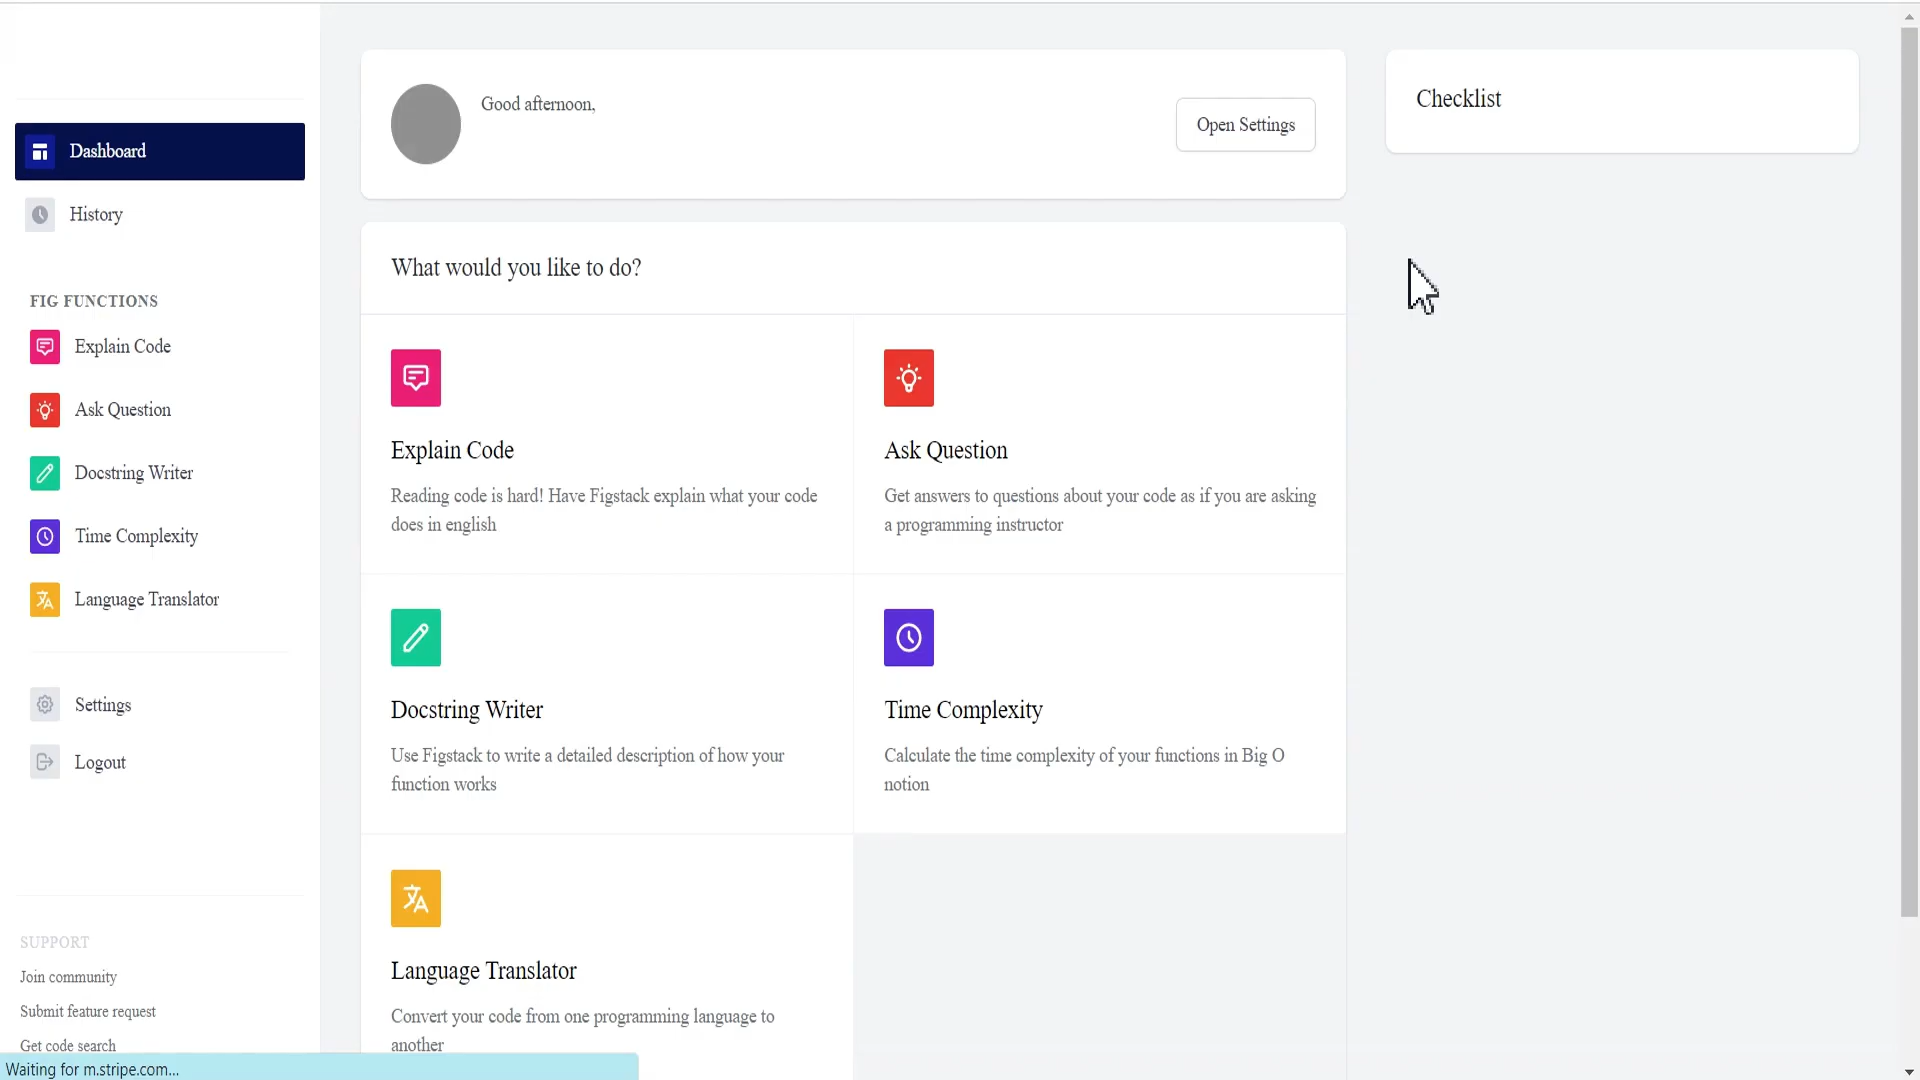 Dashboard
History
FIG FUNCTIONS
Explain Code
Ask Question
Docstring Writer
Time Complexity
Language Translator
Settings
Logout
SUPPORT
Join community
Submit feature request
Get code search
Waiting for m.stripe.com...
Good afternoon,
Open Settings
What would you like to do?
Explain Code
Reading code is hard! Have Figstack explain what your code
does in english
Ask Question
Get answers to questions about your code as if you are asking
a programming instructor
Docstring Writer
Use Figstack to write a detailed description of how your
function works
Time Complexity
Calculate the time complexity of your functions in Big O
notion
Language Translator
Convert your code from one programming language to
another
Checklist